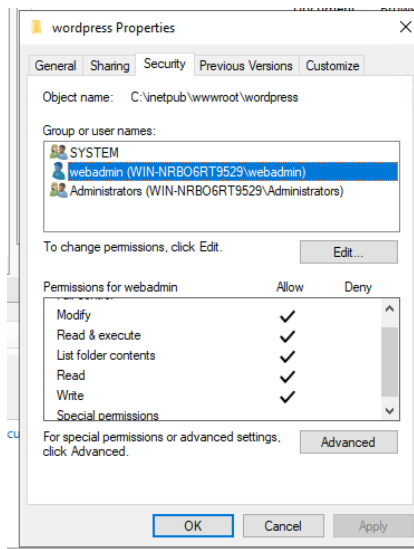 wordpress Properties
General Sharing Security Previous Versions Customize
Object name: C:\inetpub\wwwroot\wordpress
Group or user names:
SYSTEM
webadmin (WIN-NRBO6RT9529\webadmin)
Administrators (WIN-NRBO6RT9529\Administrators)
To change permissions, click Edit.
Edit...
Permissions for webadmin Allow Deny
Modify
Read & execute
List folder contents
Read
Write
Special permissions
For special permissions or advanced settings,
click Advanced.
Advanced
OK Cancel Apply